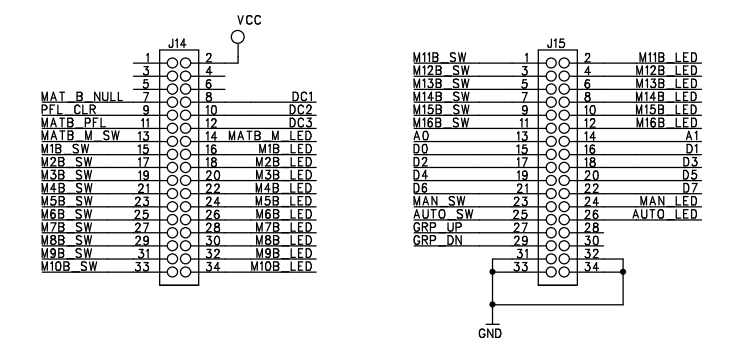 VCC
J14
1 2
3 4
5 6
MAT_B_NULL 7 8 DC1
PFL_CLR 9 10 DC2
MATB_PFL 11 12 DC3
MATB_M_SW 13 14 MATB_M_LED
M1B_SW 15 16 M1B_LED
M2B_SW 17 18 M2B_LED
M3B_SW 19 20 M3B_LED
M4B_SW 21 22 M4B_LED
M5B_SW 23 24 M5B_LED
M6B_SW 25 26 M6B_LED
M7B_SW 27 28 M7B_LED
M8B_SW 29 30 M8B_LED
M9B_SW 31 32 M9B_LED
M10B_SW 33 34 M10B_LED
J15
M11B_SW 1 2 M11B_LED
M12B_SW 3 4 M12B_LED
M13B_SW 5 6 M13B_LED
M14B_SW 7 8 M14B_LED
M15B_SW 9 10 M15B_LED
M16B_SW 11 12 M16B_LED
A0 13 14 A1
D0 15 16 D1
D2 17 18 D3
D4 19 20 D5
D6 21 22 D7
MAN_SW 23 24 MAN_LED
AUTO_SW 25 26 AUTO_LED
GRP_UP 27 28
GRP_DN 29 30
31 32
33 34
GND